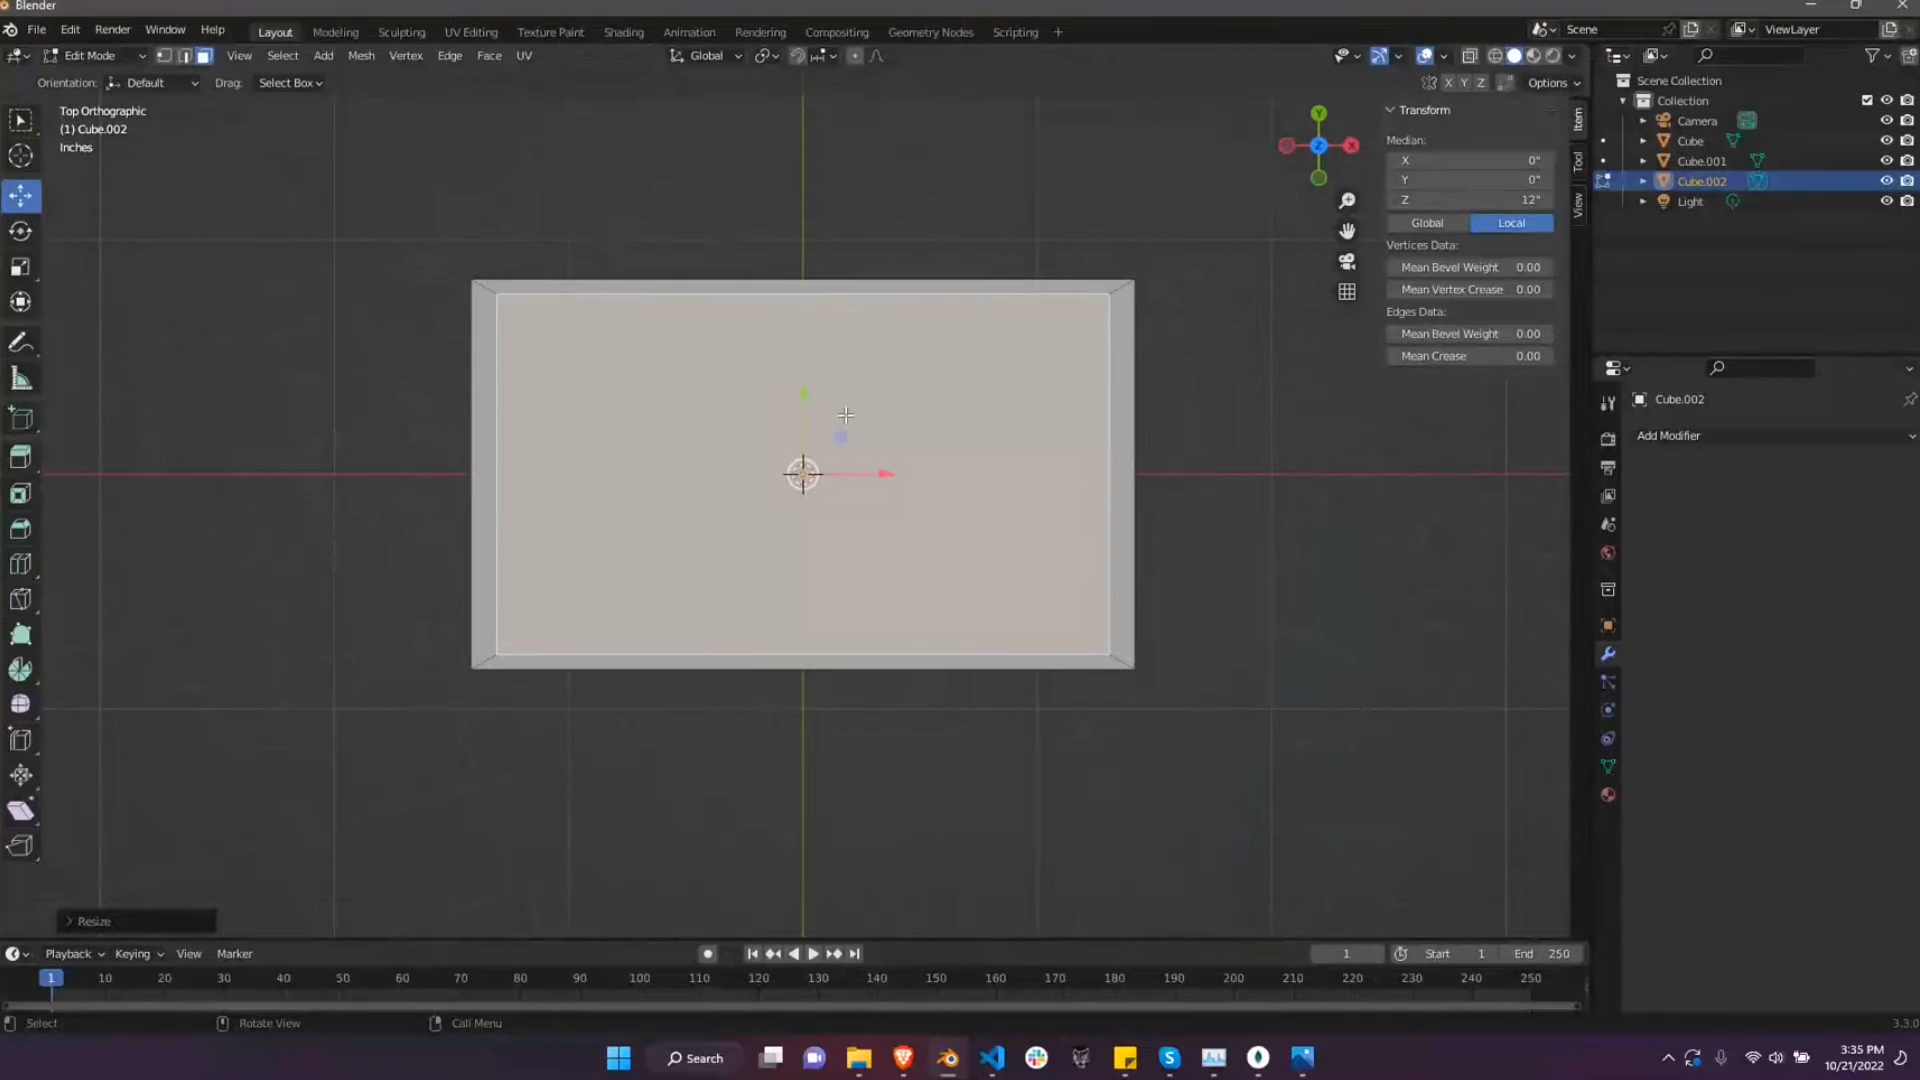 Blender
File Edit Render Window Help Layout Modeling Sculpting UV Editing Texture Paint Shading Animation Rendering Compositing Geometry Nodes Scripting + Scene ViewLayer
Edit Mode View Select Add Mesh Vertex Edge Face UV Global
Orientation: Default Drag: Select Box X Y Z Options
Top Orthographic
(1) Cube.002
Inches
Y
Z
X
Transform
Median:
X 0"
Y 0"
Z 12"
Global Local
Vertices Data:
Mean Bevel Weight 0.00
Mean Vertex Crease 0.00
Edges Data:
Mean Bevel Weight 0.00
Mean Crease 0.00
Item
Tool
View
Scene Collection
Collection
Camera
Cube
Cube.001
Cube.002
Light
Cube.002
Add Modifier
Resize
Playback Keying View Marker 1 Start 1 End 250
1 10 20 30 40 50 60 70 80 90 100 110 120 130 140 150 160 170 180 190 200 210 220 230 240 250
Select Rotate View Call Menu 3.3.0
Search
3:35 PM
10/21/2022